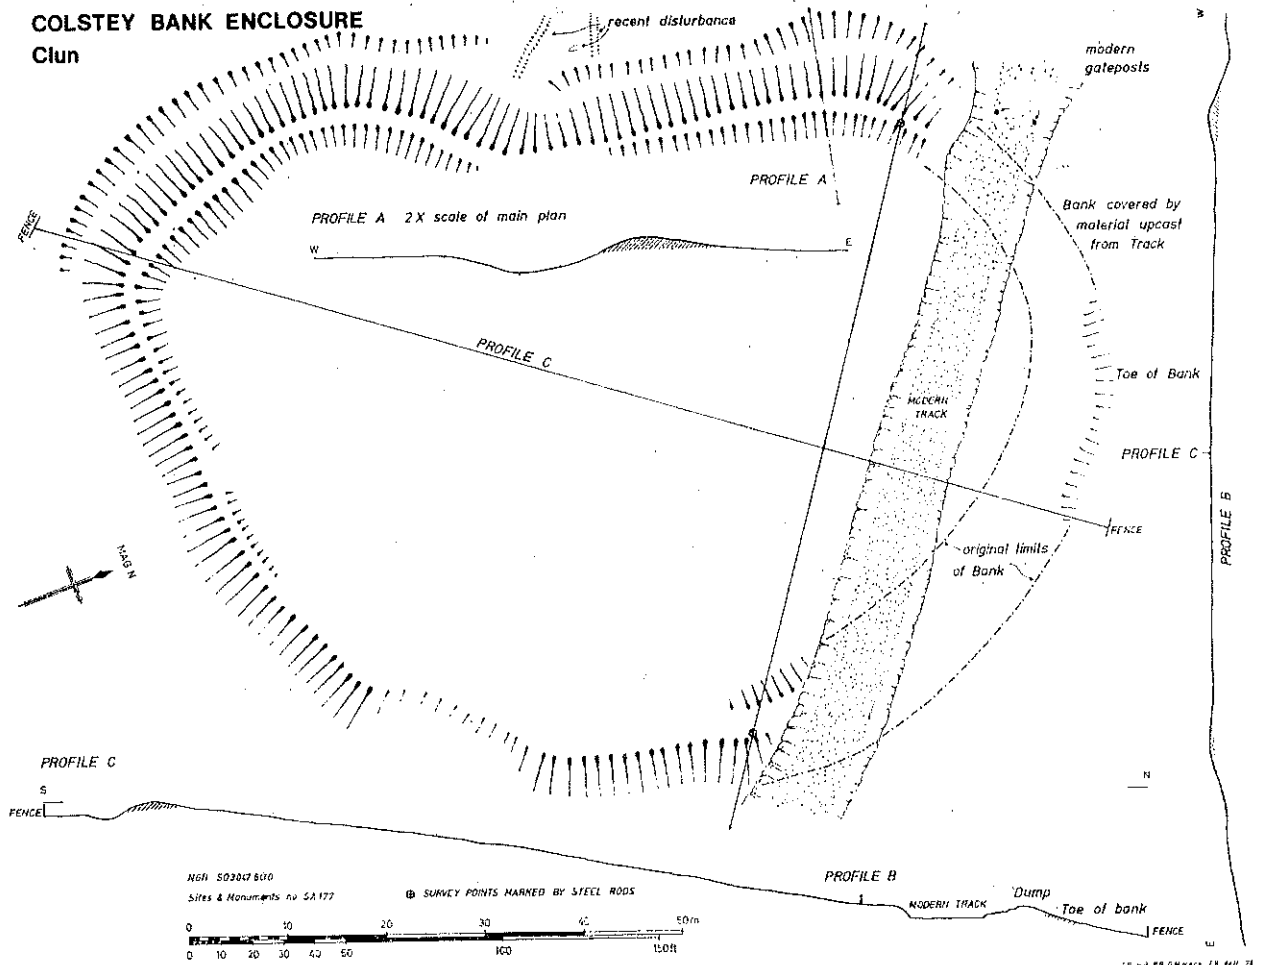 COLSTEY BANK ENCLOSURE
Clun
recent disturbance
W
modern
gateposts
PROFILE A
Bank covered by
material upcast
from Track
FENCE
PROFILE A 2X scale of main plan
W
E
PROFILE C
Toe of Bank
MODERN
TRACK
PROFILE C
PROFILE B
FENCE
original limits
of Bank
MAG N
PROFILE C
S
FENCE
N
NGR
Sites & Monuments no SA 177
SURVEY POINTS MARKED BY STEEL RODS
PROFILE B
MODERN TRACK
Dump
Toe of bank
FENCE
0 10 20 30 40 50m
0 10 20 30 40 50 100 150ft
E